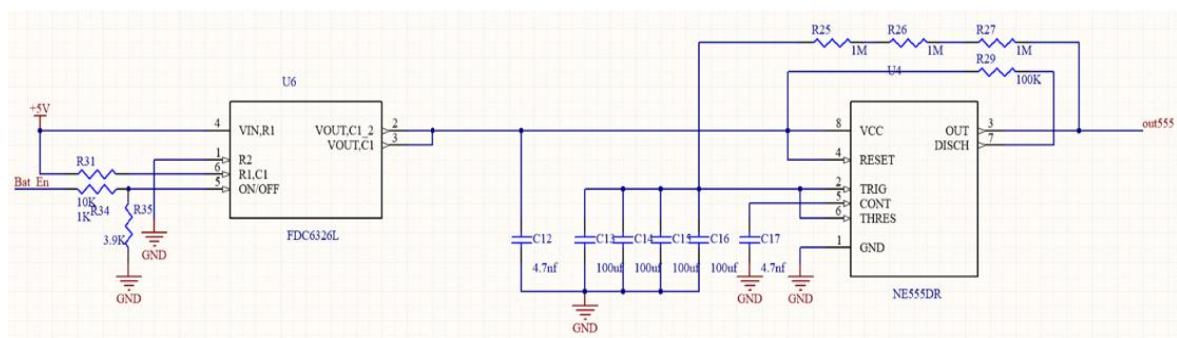 R25
R26
R27
1M
1M
1M
R29
U4
100K
U6
+5V
4
VIN,R1
VOUT,C1_2
2
VOUT,C1
3
8
VCC
OUT
3
out555
DISCH
7
R31
1
R2
6
R1,C1
4
RESET
Bat_En
5
ON/OFF
2
TRIG
10K
R34
R35
1K
5
CONT
6
THRES
3.9K
GND
FDC6326L
C12
C13
C14
C15
C16
C17
1
GND
4.7nf
100uf
100uf
100uf
100uf
4.7nf
GND
GND
GND
GND
NE555DR